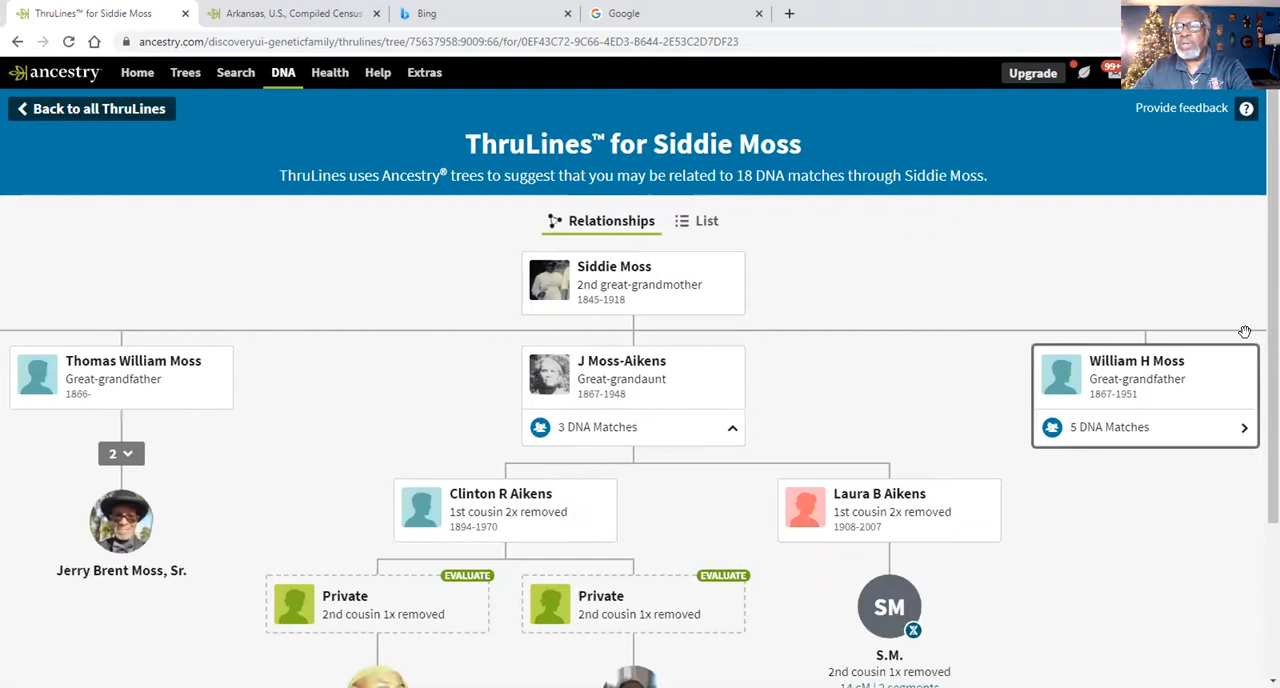 ThruLines™ for Siddie Moss
Arkansas, U.S., Compiled Census
Bing
Google
ancestry.com/discoveryui-geneticfamily/thrulines/tree/75637958:9009:66/for/0EF43C72-9C66-4ED3-B644-2E53C2D7DF23
ancestry Home Trees Search DNA Health Help Extras Upgrade 99+
Back to all ThruLines
Provide feedback ?
ThruLines™ for Siddie Moss
ThruLines uses Ancestry® trees to suggest that you may be related to 18 DNA matches through Siddie Moss.
Relationships List
Siddie Moss
2nd great-grandmother
1845-1918
Thomas William Moss
Great-grandfather
1866-
2
Jerry Brent Moss, Sr.
J Moss-Aikens
Great-grandaunt
1867-1948
3 DNA Matches
William H Moss
Great-grandfather
1867-1951
5 DNA Matches
Clinton R Aikens
1st cousin 2x removed
1894-1970
Laura B Aikens
1st cousin 2x removed
1908-2007
EVALUATE
Private
2nd cousin 1x removed
EVALUATE
Private
2nd cousin 1x removed
SM
S.M.
2nd cousin 1x removed
14 cM | 2 segments